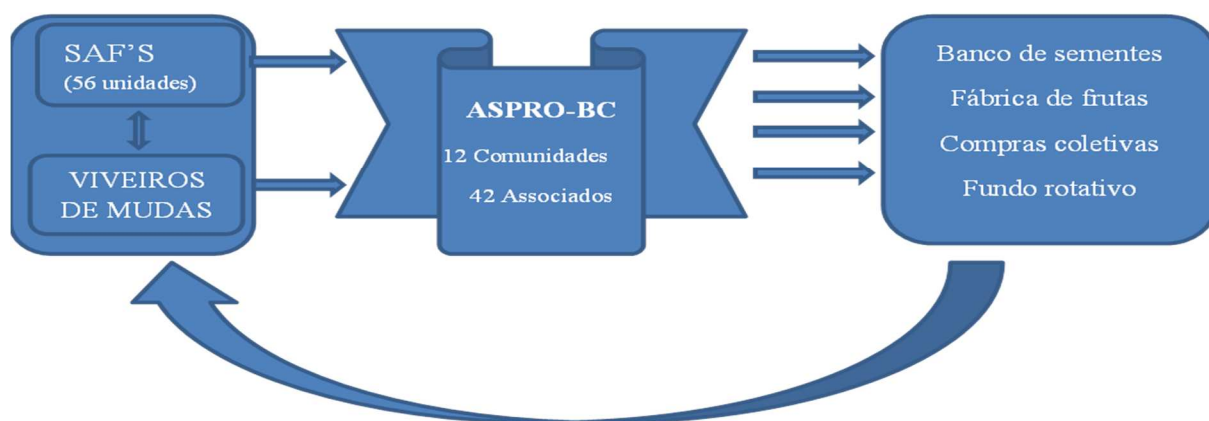 SAF’S
(56 unidades)
VIVEIROS
DE MUDAS
ASPRO-BC
12 Comunidades
42 Associados
Banco de sementes
Fábrica de frutas
Compras coletivas
Fundo rotativo